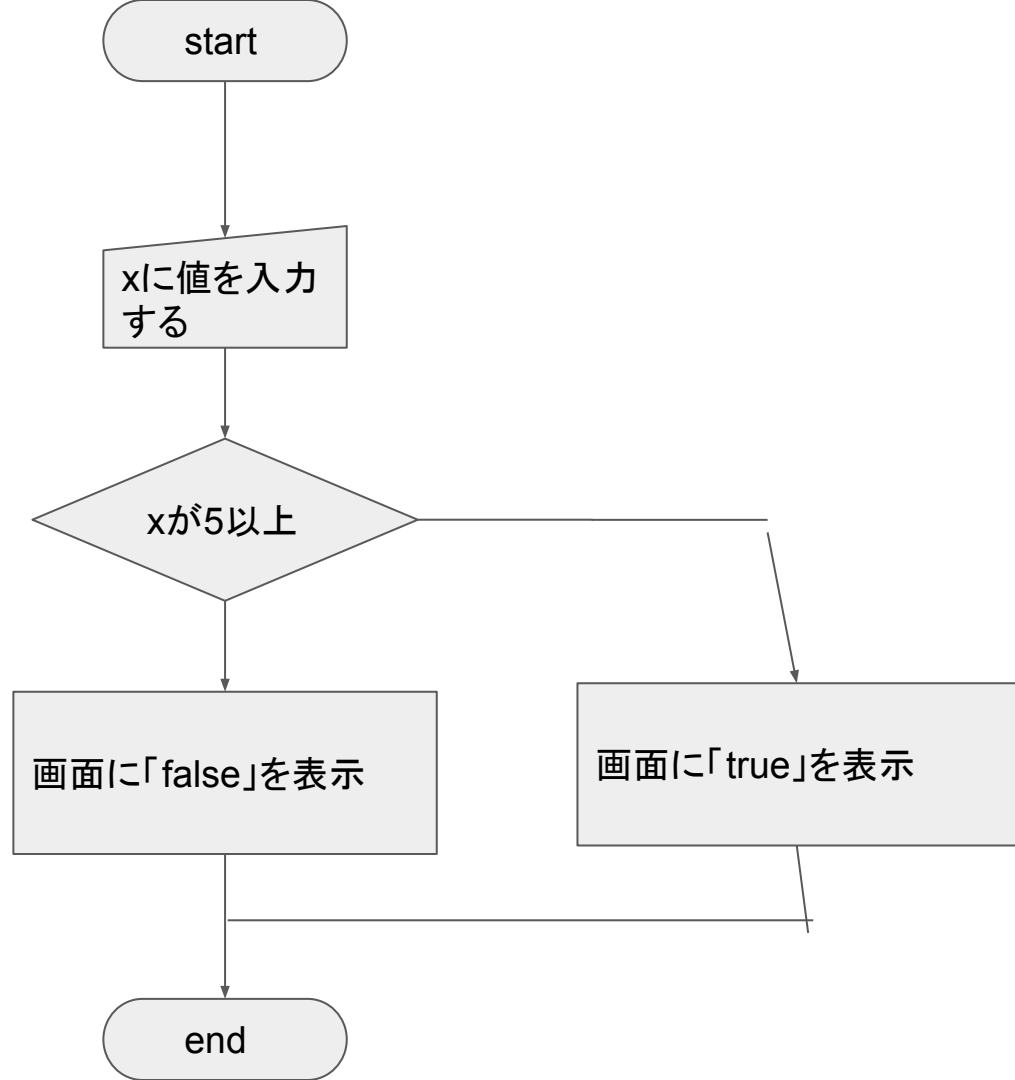 start
xに値を入力
する
xが5以上
画面に「false」を表示
画面に「true」を表示
end